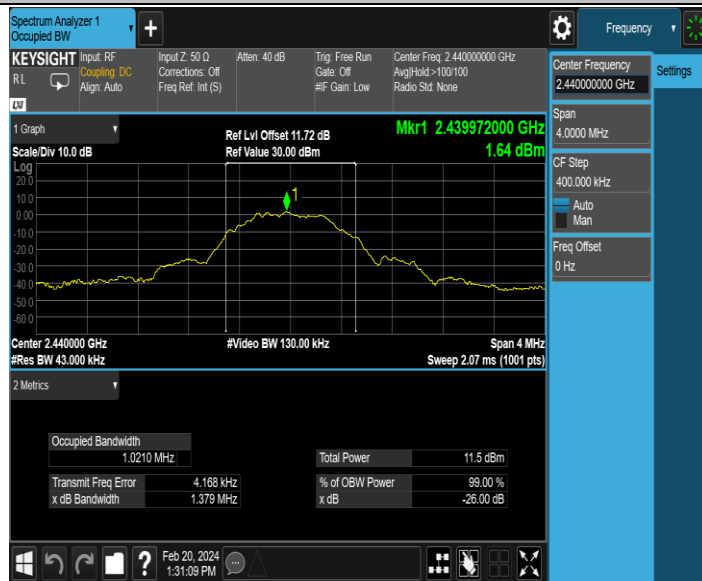 Spectrum Analyzer 1
Occupied BW
Frequency
KEYSIGHT
RL
LXI
Input: RF
Coupling: DC
Align: Auto
Input Z: 50 Ω
Corrections: Off
Freq Ref: Int (S)
Atten: 40 dB
Trig: Free Run
Gate: Off
#IF Gain: Low
Center Freq: 2.440000000 GHz
Avg|Hold:>100/100
Radio Std: None
Center Frequency
2.440000000 GHz
Settings
Span
4.0000 MHz
CF Step
400.000 kHz
Auto
Man
Freq Offset
0 Hz
1 Graph
Scale/Div 10.0 dB
Ref Lvl Offset 11.72 dB
Ref Value 30.00 dBm
Mkr1 2.439972000 GHz
1.64 dBm
Log
20.0
10.0
0.00
-10.0
-20.0
-30.0
-40.0
-50.0
-60.0
1
Center 2.440000 GHz
#Res BW 43.000 kHz
#Video BW 130.00 kHz
Span 4 MHz
Sweep 2.07 ms (1001 pts)
2 Metrics
Occupied Bandwidth
1.0210 MHz
Total Power 11.5 dBm
Transmit Freq Error 4.168 kHz
% of OBW Power 99.00 %
x dB Bandwidth 1.379 MHz
x dB -26.00 dB
?
Feb 20, 2024
1:31:09 PM